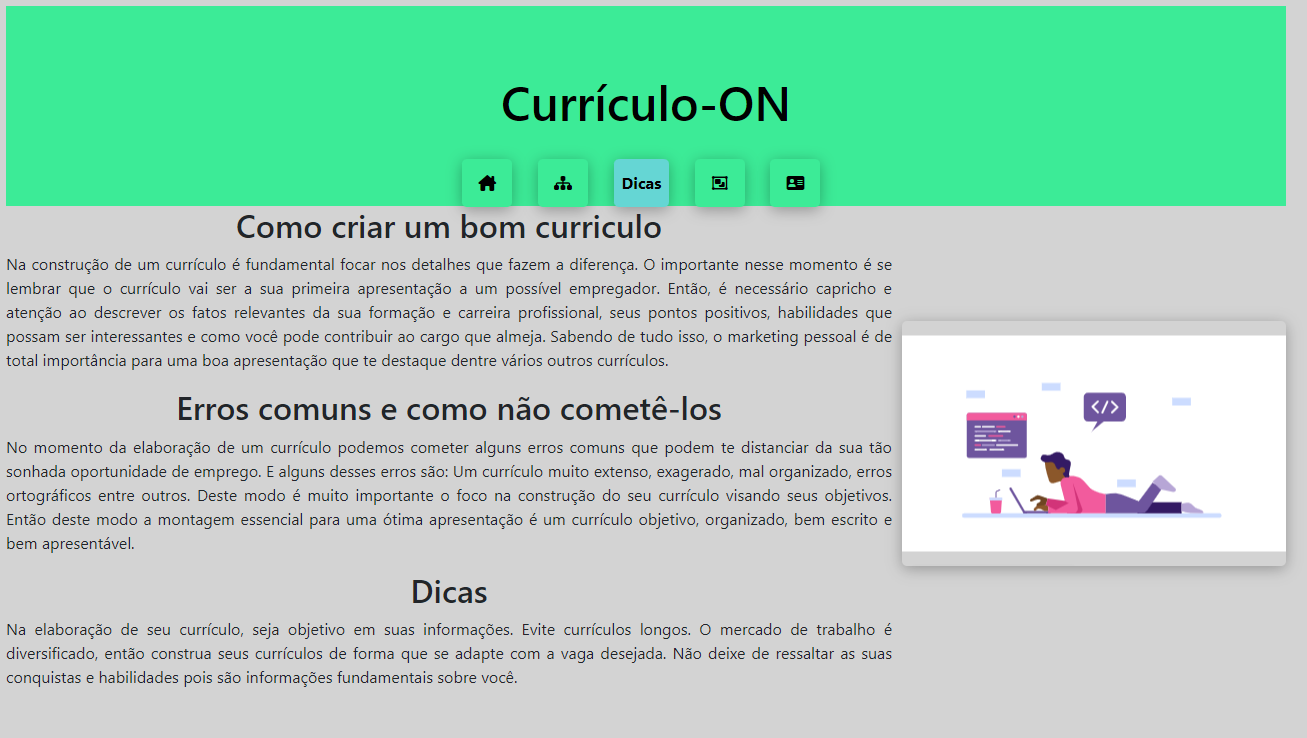 Currículo-ON
Dicas
Como criar um bom curriculo
Na construção de um currículo é fundamental focar nos detalhes que fazem a diferença. O importante nesse momento é se
lembrar que o currículo vai ser a sua primeira apresentação a um possível empregador. Então, é necessário capricho e
atenção ao descrever os fatos relevantes da sua formação e carreira profissional, seus pontos positivos, habilidades que
possam ser interessantes e como você pode contribuir ao cargo que almeja. Sabendo de tudo isso, o marketing pessoal é de
total importância para uma boa apresentação que te destaque dentre vários outros currículos.
Erros comuns e como não cometê-los
No momento da elaboração de um currículo podemos cometer alguns erros comuns que podem te distanciar da sua tão
sonhada oportunidade de emprego. E alguns desses erros são: Um currículo muito extenso, exagerado, mal organizado, erros
ortográficos entre outros. Deste modo é muito importante o foco na construção do seu currículo visando seus objetivos.
Então deste modo a montagem essencial para uma ótima apresentação é um currículo objetivo, organizado, bem escrito e
bem apresentável.
Dicas
Na elaboração de seu currículo, seja objetivo em suas informações. Evite currículos longos. O mercado de trabalho é
diversificado, então construa seus currículos de forma que se adapte com a vaga desejada. Não deixe de ressaltar as suas
conquistas e habilidades pois são informações fundamentais sobre você.
</>